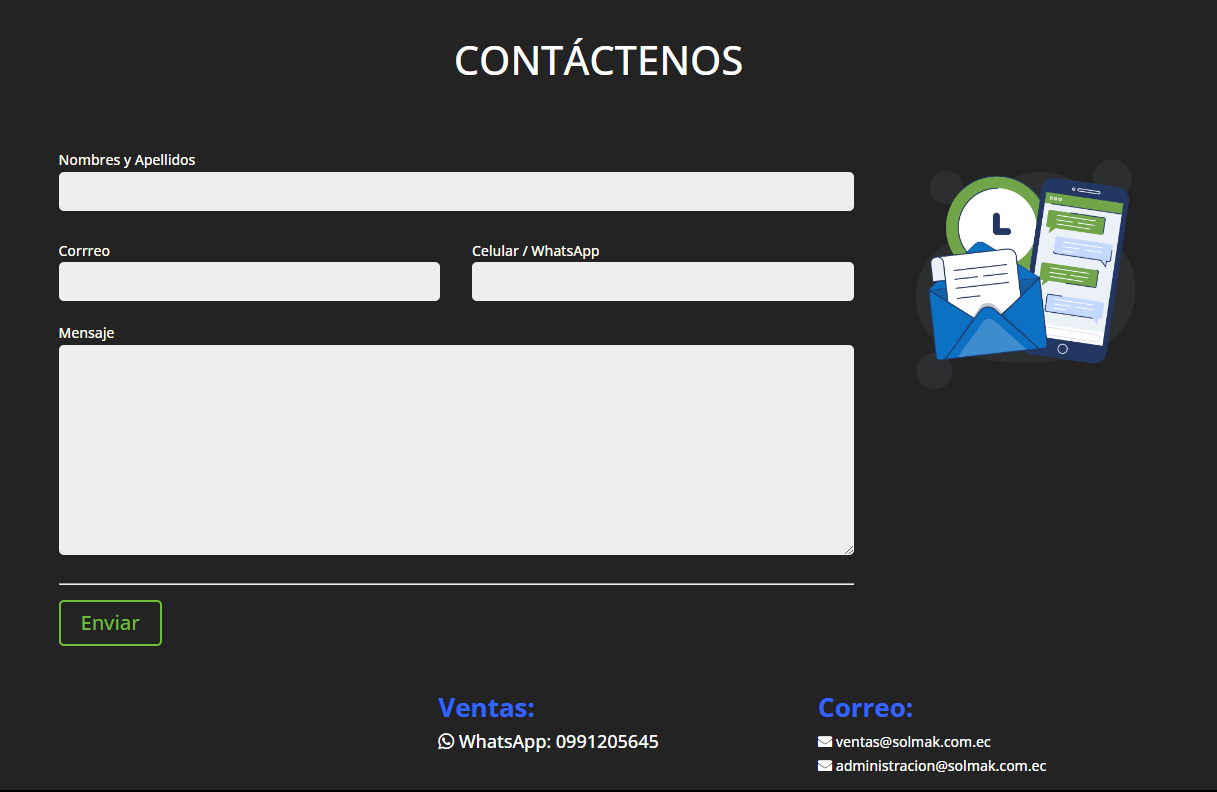 CONTÁCTENOS
Nombres y Apellidos
Corrreo
Celular / WhatsApp
Mensaje
Enviar
Ventas:
WhatsApp: 0991205645
Correo:
ventas@solmak.com.ec
administracion@solmak.com.ec